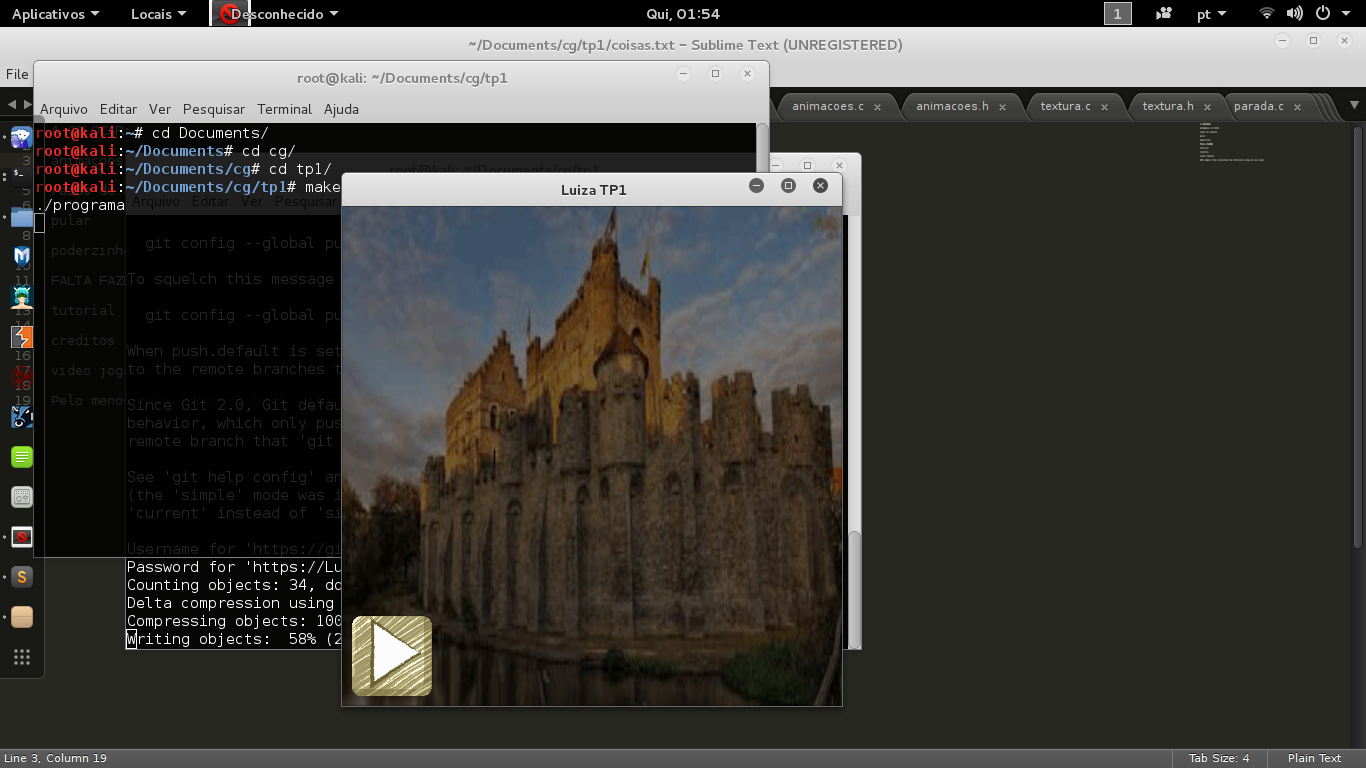 Aplicativos Locais Desconhecido Qui, 01:54 1 pt
~/Documents/cg/tp1/coisas.txt – Sublime Text (UNREGISTERED)
File
root@kali: ~/Documents/cg/tp1
Arquivo Editar Ver Pesquisar Terminal Ajuda
animacoes.c animacoes.h textura.c textura.h parada.c
root@kali:~# cd Documents/
root@kali:~/Documents# cd cg/
root@kali:~/Documents/cg# cd tp1/
root@kali:~/Documents/cg/tp1# make
./programa
root@kali: ~/Documents/cg/tp1
Arquivo Editar Ver Pesquisar
Luiza TP1
pular
poderzinho
FALTA FAZ
tutorial
creditos
video jog
Pelo meno
8
11
16
17
18
19
git config --global pu
To squelch this message
git config --global pu
When push.default is set
to the remote branches t
Since Git 2.0, Git defau
behavior, which only pus
remote branch that 'git
See 'git help config' an
(the 'simple' mode was i
'current' instead of 'si
Username for 'https://gi
Password for 'https://Lu
Counting objects: 34, do
Delta compression using
Compressing objects: 100
Writing objects:  58% (2
Line 3, Column 19 Tab Size: 4 Plain Text